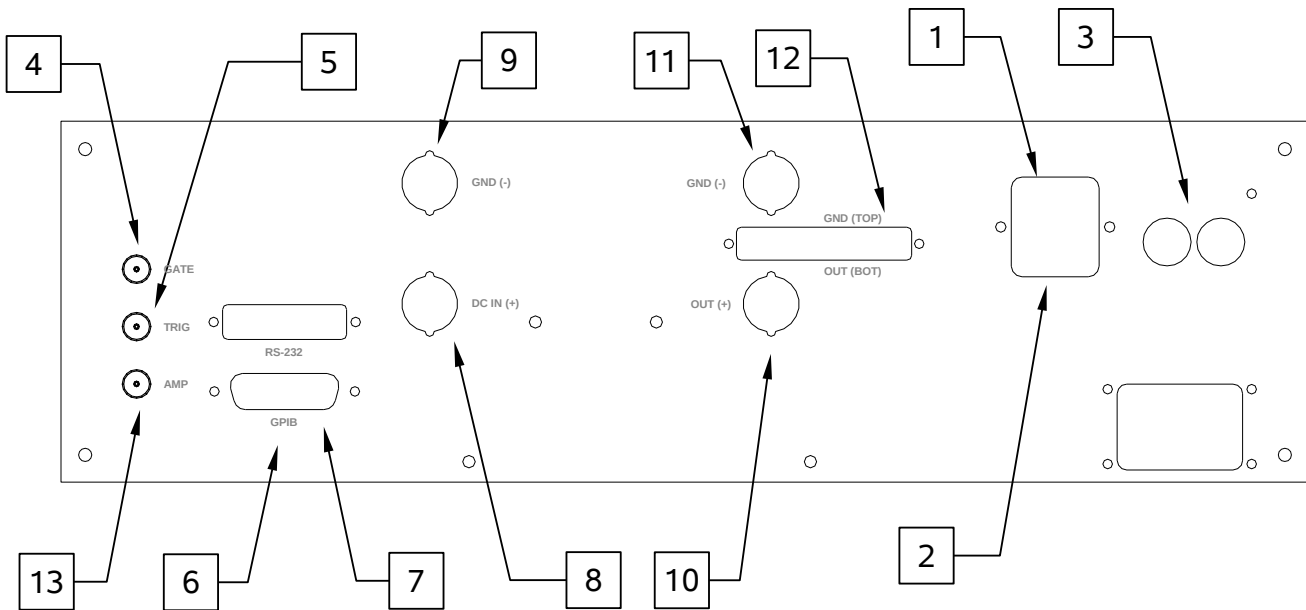 1
3
4
5
9
11
12
GND (-)
GND (-)
GND (TOP)
GATE
OUT (BOT)
DC IN (+)
OUT (+)
TRIG
RS-232
AMP
GPIB
2
13
6
7
8
10